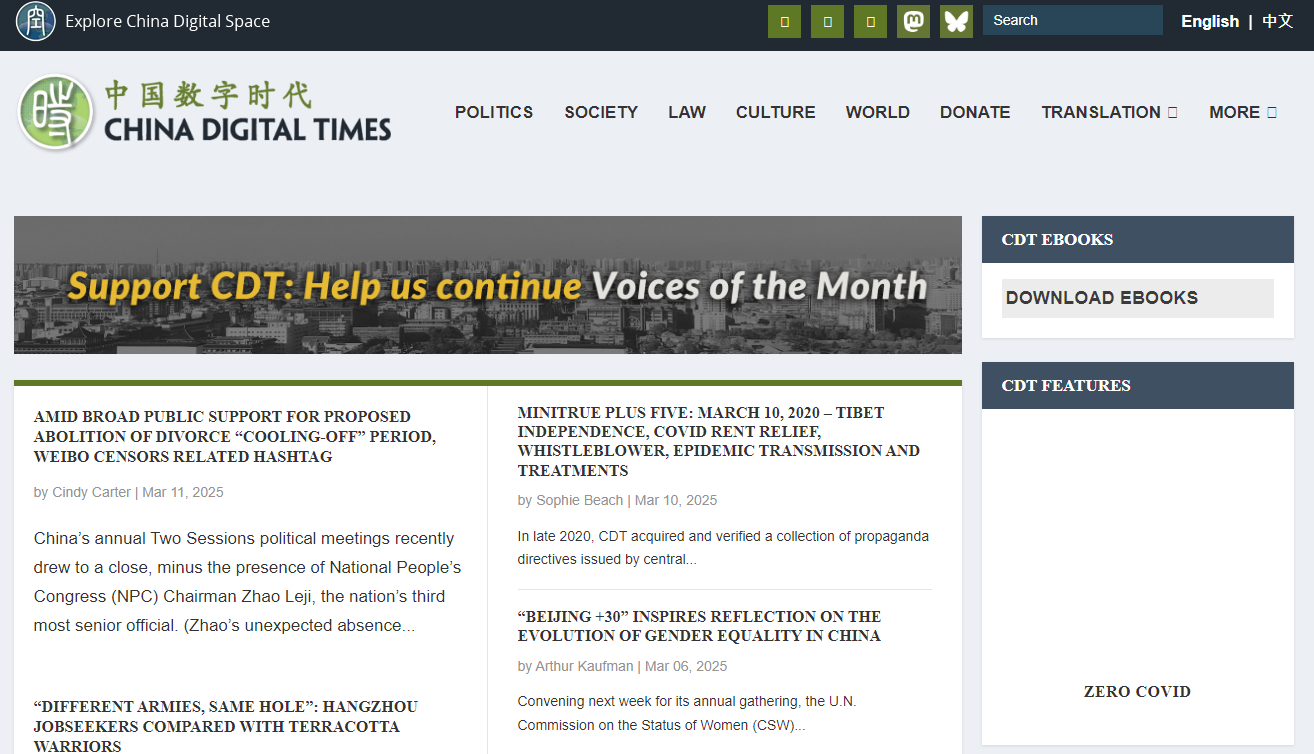 Explore China Digital Space
Search
English | 中文
中国数字时代
CHINA DIGITAL TIMES
POLITICS
SOCIETY
LAW
CULTURE
WORLD
DONATE
TRANSLATION
MORE
Support CDT: Help us continue Voices of the Month
AMID BROAD PUBLIC SUPPORT FOR PROPOSED
ABOLITION OF DIVORCE “COOLING-OFF” PERIOD,
WEIBO CENSORS RELATED HASHTAG
by Cindy Carter | Mar 11, 2025
China’s annual Two Sessions political meetings recently
drew to a close, minus the presence of National People’s
Congress (NPC) Chairman Zhao Leji, the nation’s third
most senior official. (Zhao’s unexpected absence...
“DIFFERENT ARMIES, SAME HOLE”: HANGZHOU
JOBSEEKERS COMPARED WITH TERRACOTTA
WARRIORS
MINITRUE PLUS FIVE: MARCH 10, 2020 – TIBET
INDEPENDENCE, COVID RENT RELIEF,
WHISTLEBLOWER, EPIDEMIC TRANSMISSION AND
TREATMENTS
by Sophie Beach | Mar 10, 2025
In late 2020, CDT acquired and verified a collection of propaganda
directives issued by central...
“BEIJING +30” INSPIRES REFLECTION ON THE
EVOLUTION OF GENDER EQUALITY IN CHINA
by Arthur Kaufman | Mar 06, 2025
Convening next week for its annual gathering, the U.N.
Commission on the Status of Women (CSW)...
CDT EBOOKS
DOWNLOAD EBOOKS
CDT FEATURES
ZERO COVID